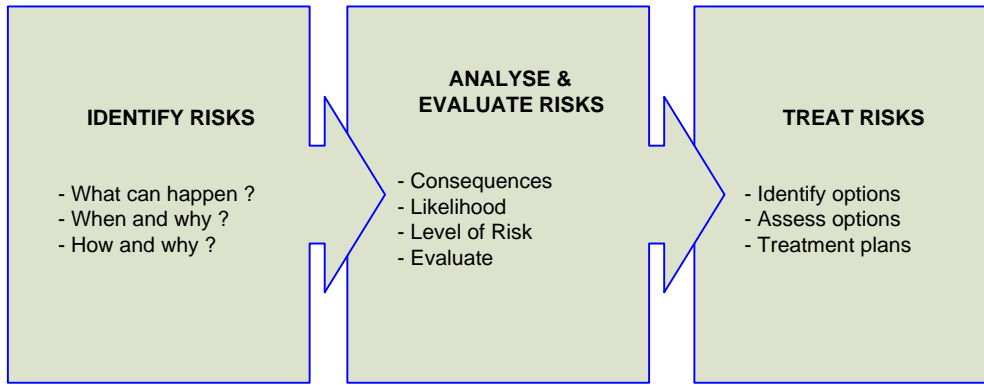 IDENTIFY RISKS
- What can happen ?
- When and why ?
- How and why ?
ANALYSE &
EVALUATE RISKS
- Consequences
- Likelihood
- Level of Risk
- Evaluate
TREAT RISKS
- Identify options
- Assess options
- Treatment plans